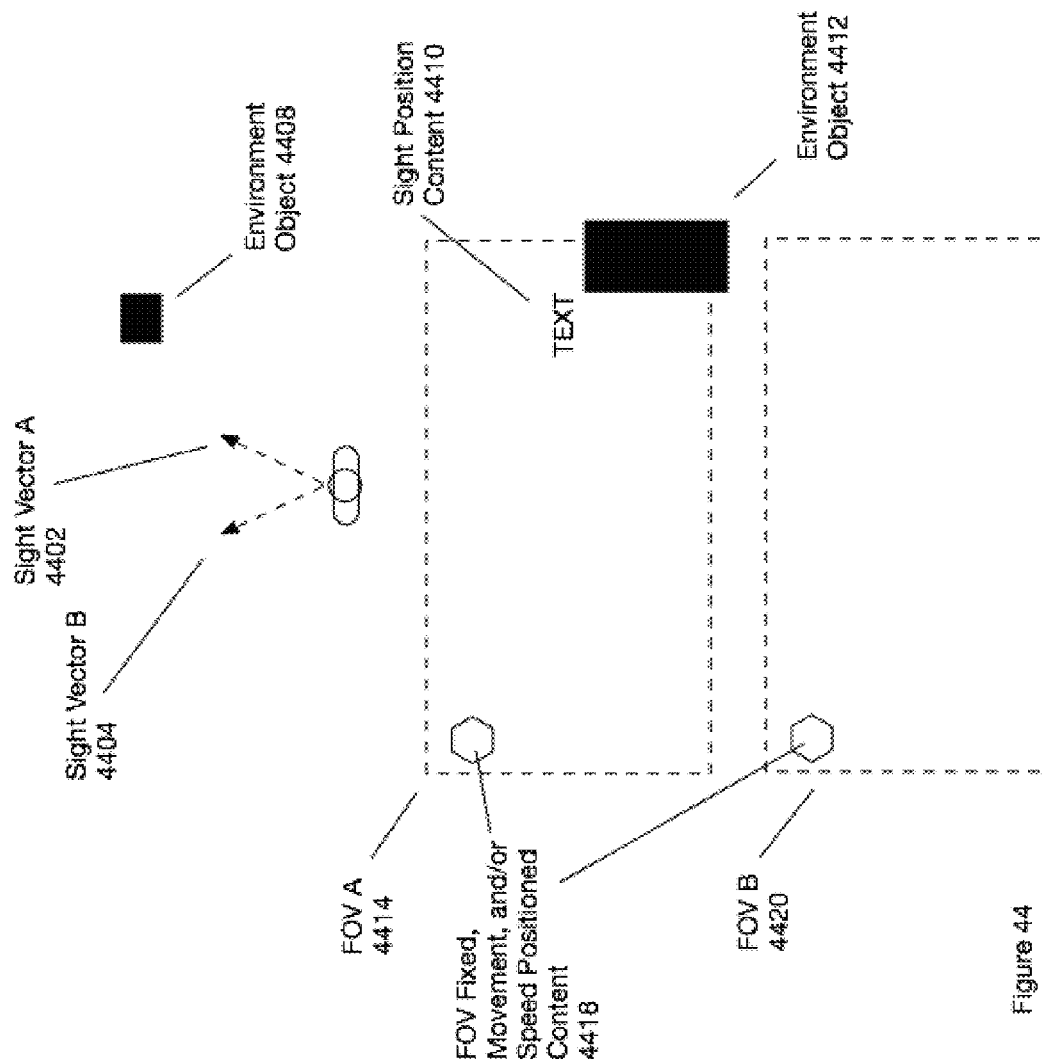 Sight Vector A
4402
Sight Vector B
4404
Environment
Object 4408
FOV A
4414
Sight Position
Content 4410
TEXT
FOV Fixed,
Movement, and/or
Speed Positioned
Content
4418
Environment
Object 4412
FOV B
4420
Figure 44